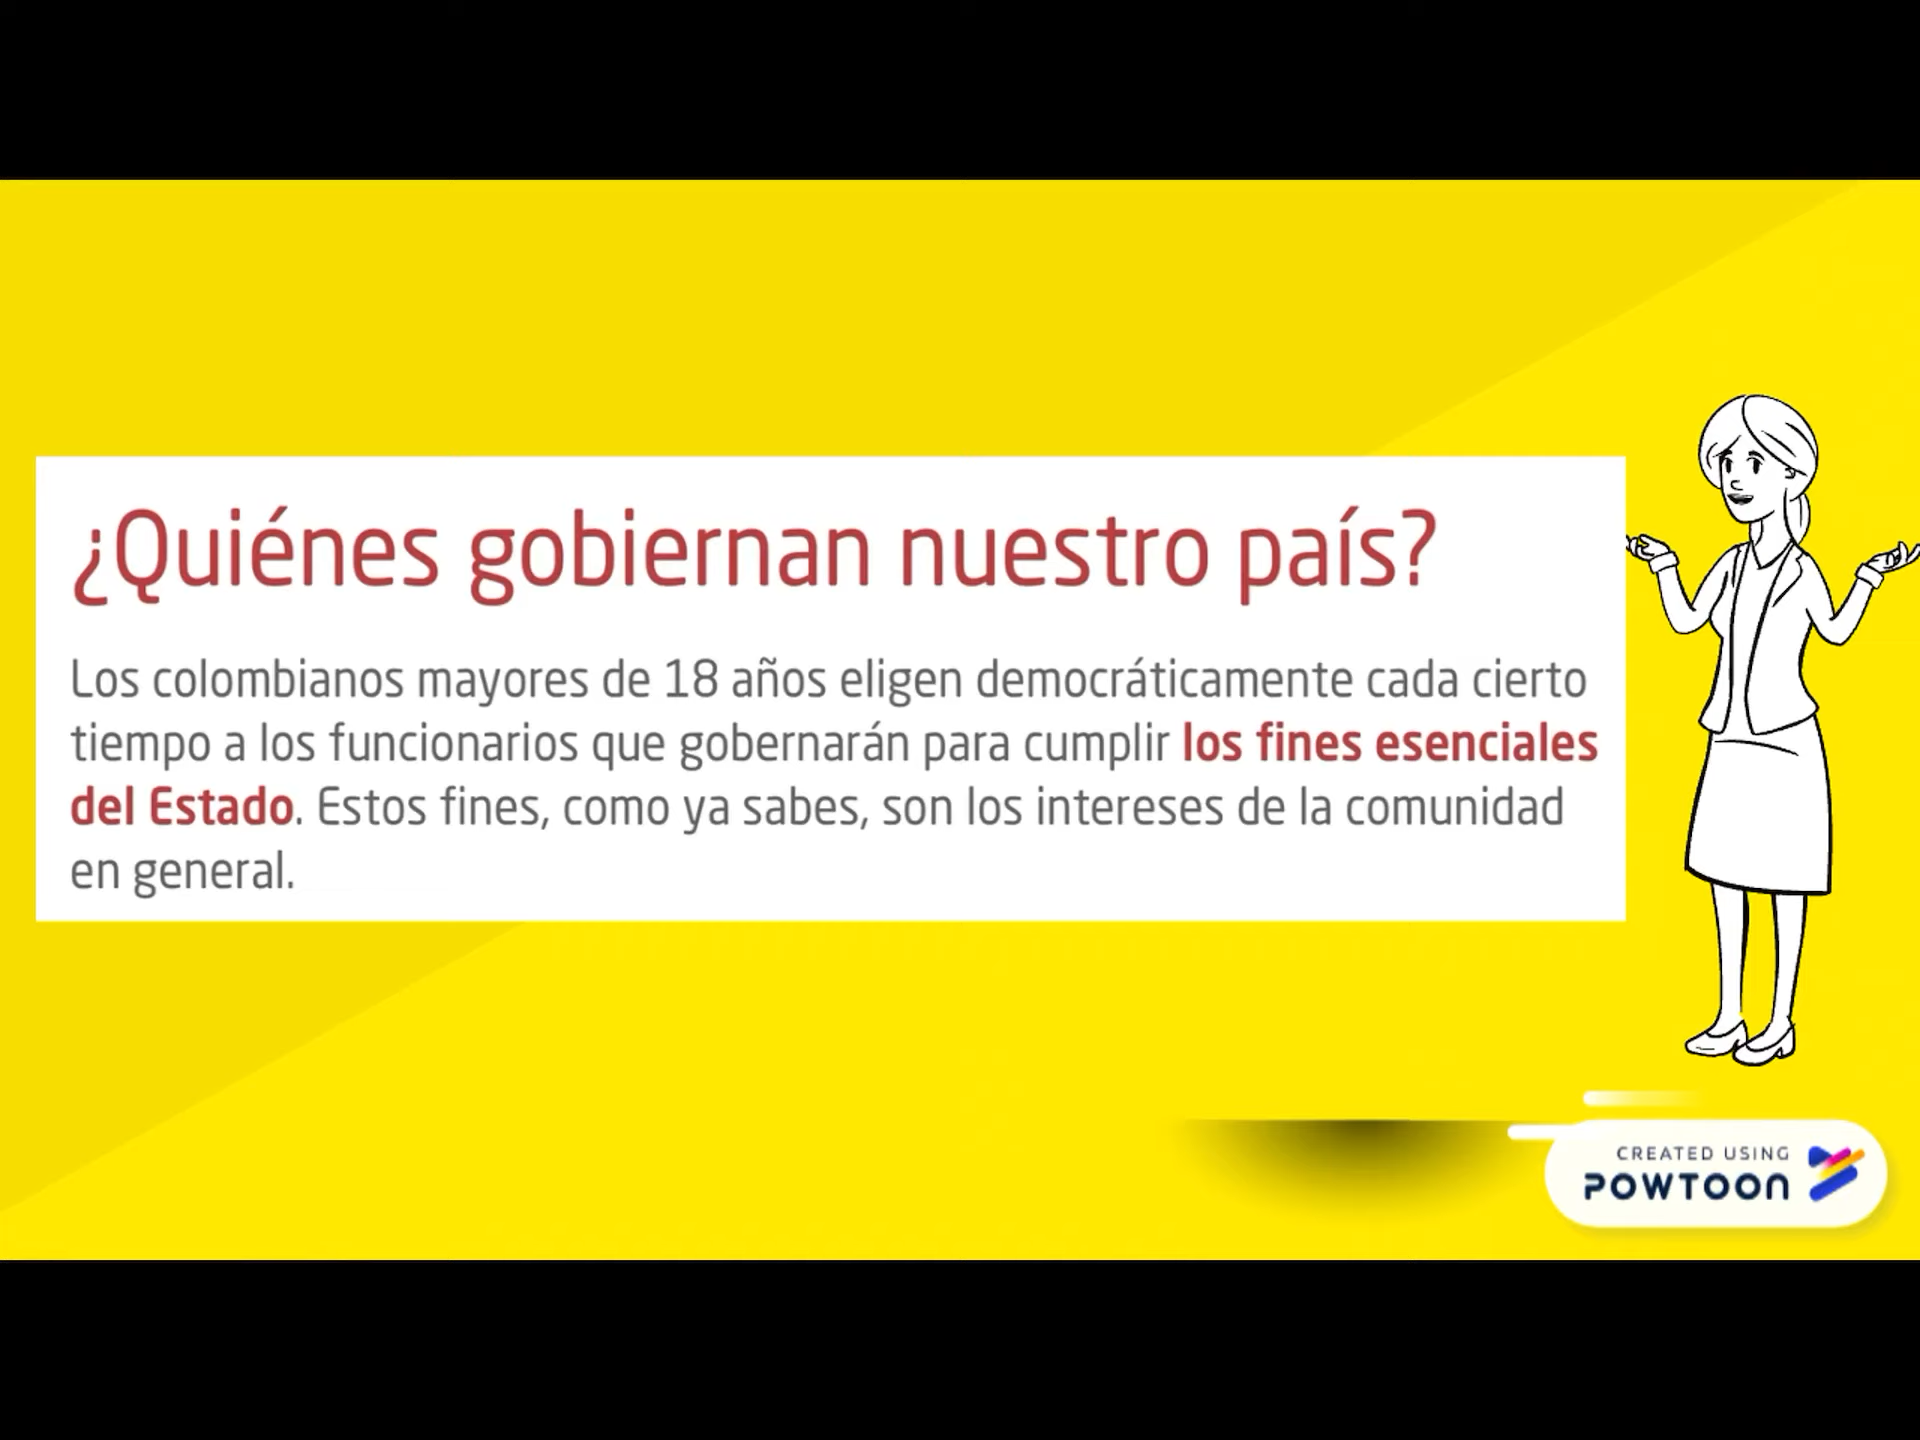 ¿Quiénes gobiernan nuestro país?
Los colombianos mayores de 18 años eligen democráticamente cada cierto
tiempo a los funcionarios que gobernarán para cumplir los fines esenciales
del Estado. Estos fines, como ya sabes, son los intereses de la comunidad
en general.
CREATED USING
POWTOON